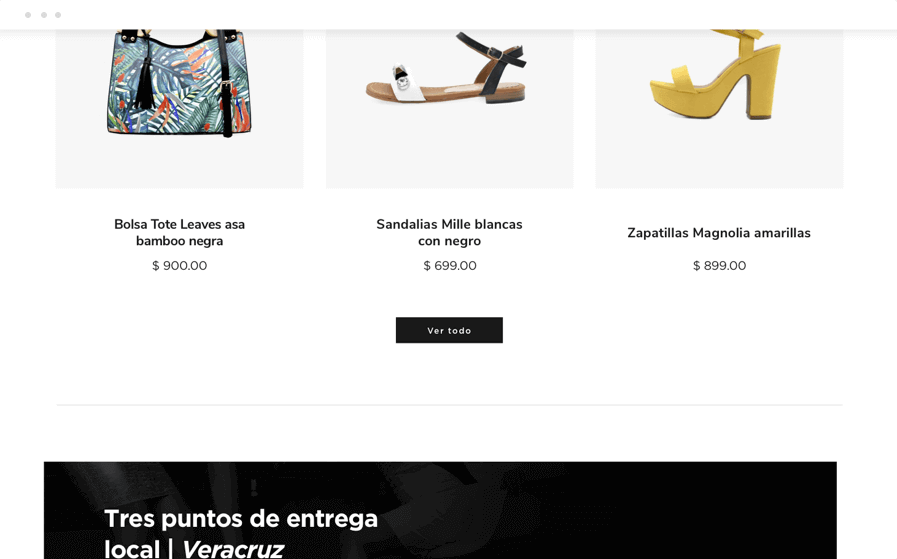 Bolsa Tote Leaves asa
bamboo negra
$ 900.00
Sandalias Mille blancas
con negro
$ 699.00
Zapatillas Magnolia amarillas
$ 899.00
Ver todo
Tres puntos de entrega
local | Veracruz